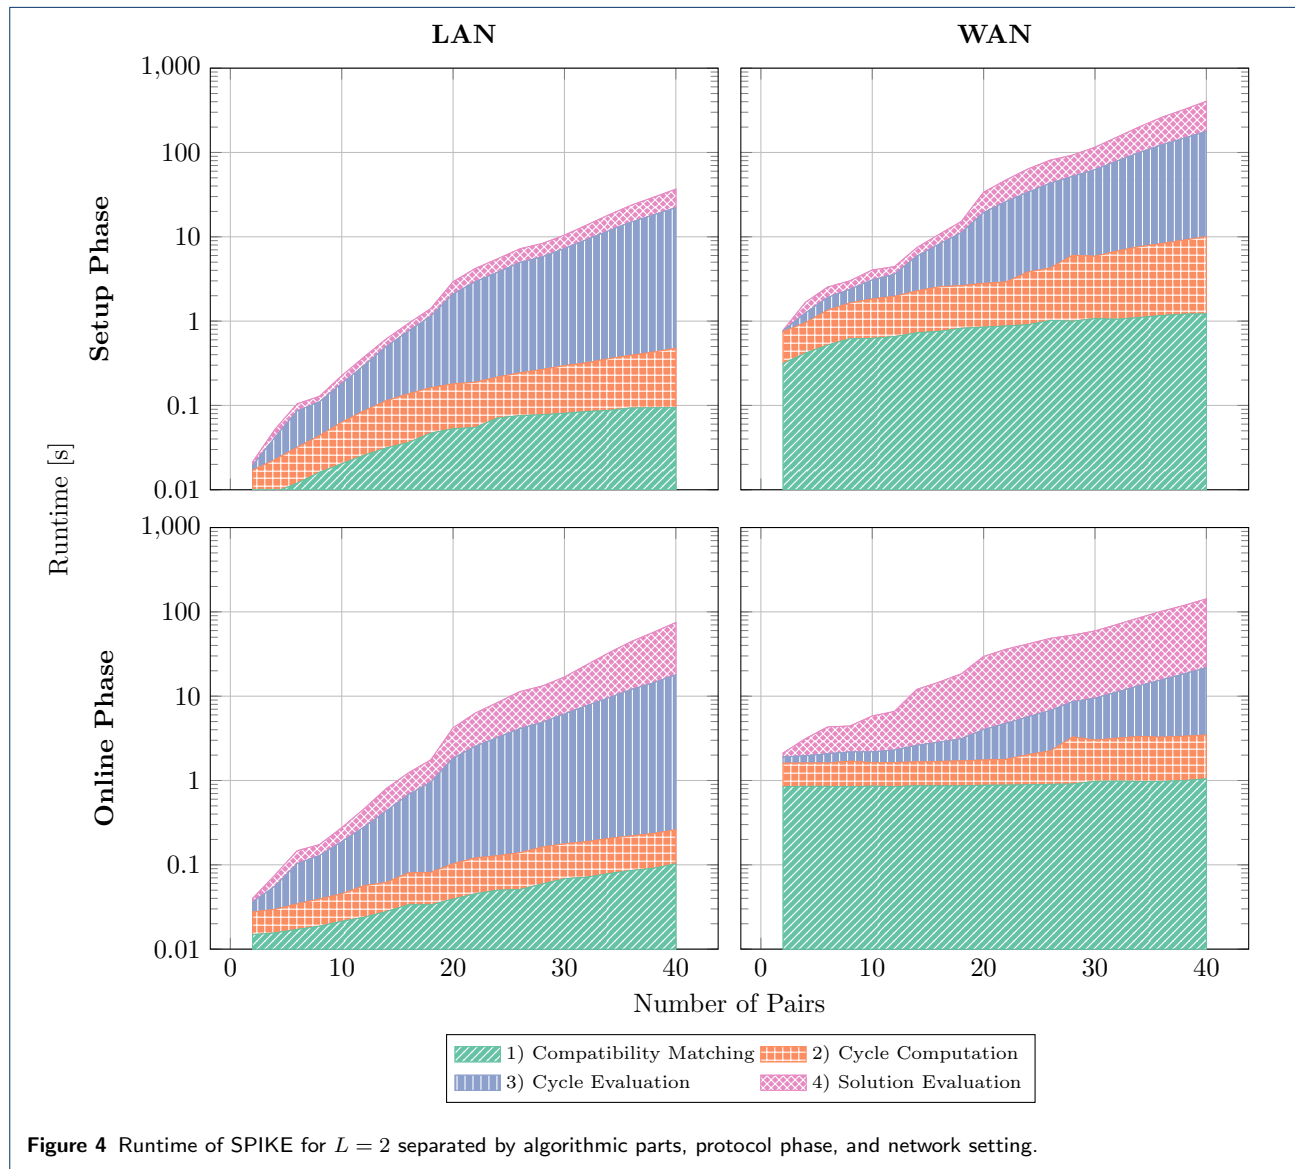 LAN
WAN
1,000
100
10
1
0.1
0.01
Setup Phase
Runtime [s]
1,000
100
10
1
0.1
0.01
Online Phase
0 10 20 30 40
0 10 20 30 40
Number of Pairs
1) Compatibility Matching 2) Cycle Computation
3) Cycle Evaluation 4) Solution Evaluation
Figure 4 Runtime of SPIKE for L = 2 separated by algorithmic parts, protocol phase, and network setting.